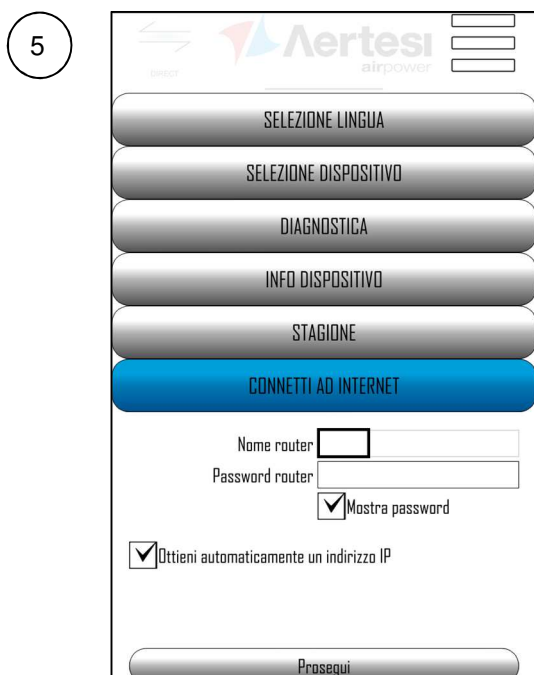 5
Aertesi
airpower
DIRECT
SELEZIONE LINGUA
SELEZIONE DISPOSITIVO
DIAGNOSTICA
INFO DISPOSITIVO
STAGIONE
CONNETTI AD INTERNET
Nome router
Password router
Mostra password
Ottieni automaticamente un indirizzo IP
Prosegui